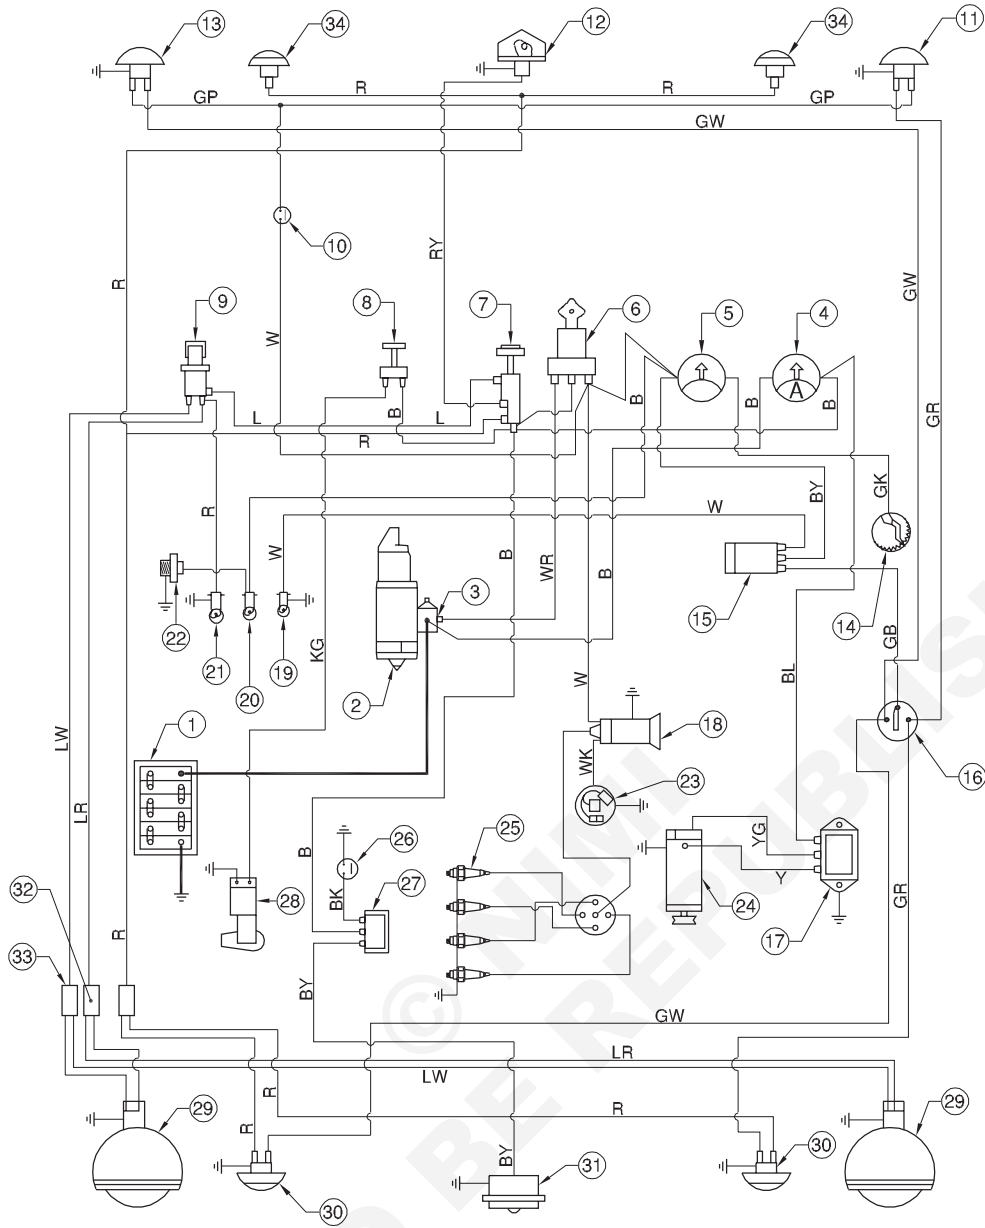 13
34
12
34
11
R
R
GP
GP
GW
10
RY
R
GW
9
8
7
6
5
4
W
GR
A
B
B
B
B
L
L
R
GK
BY
R
W
W
B
WR
B
3
15
14
22
21
20
19
KG
2
GB
BL
W
1
LW
18
16
WK
23
LR
YG
B
26
25
27
Y
32
28
BK
24
GR
33
R
17
BY
© NIMI
BE REPUBLIS
GW
LR
LW
R
R
R
29
29
30
BY
31
30